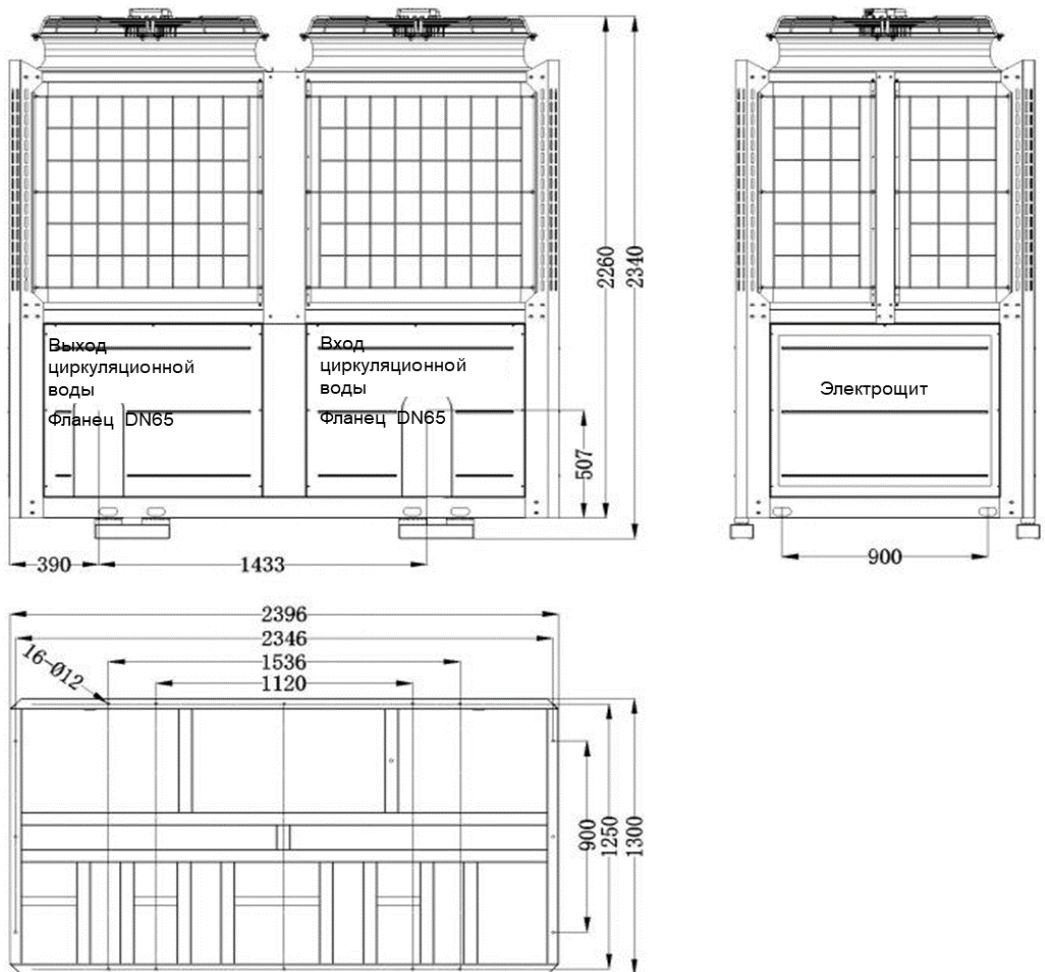 2260
2340
Выход
циркуляционной
воды
Фланец DN65
Вход
циркуляционной
воды
Фланец DN65
507
390
1433
Электрощит
900
2396
2346
1536
1120
16-Ø12
900
1250
1300